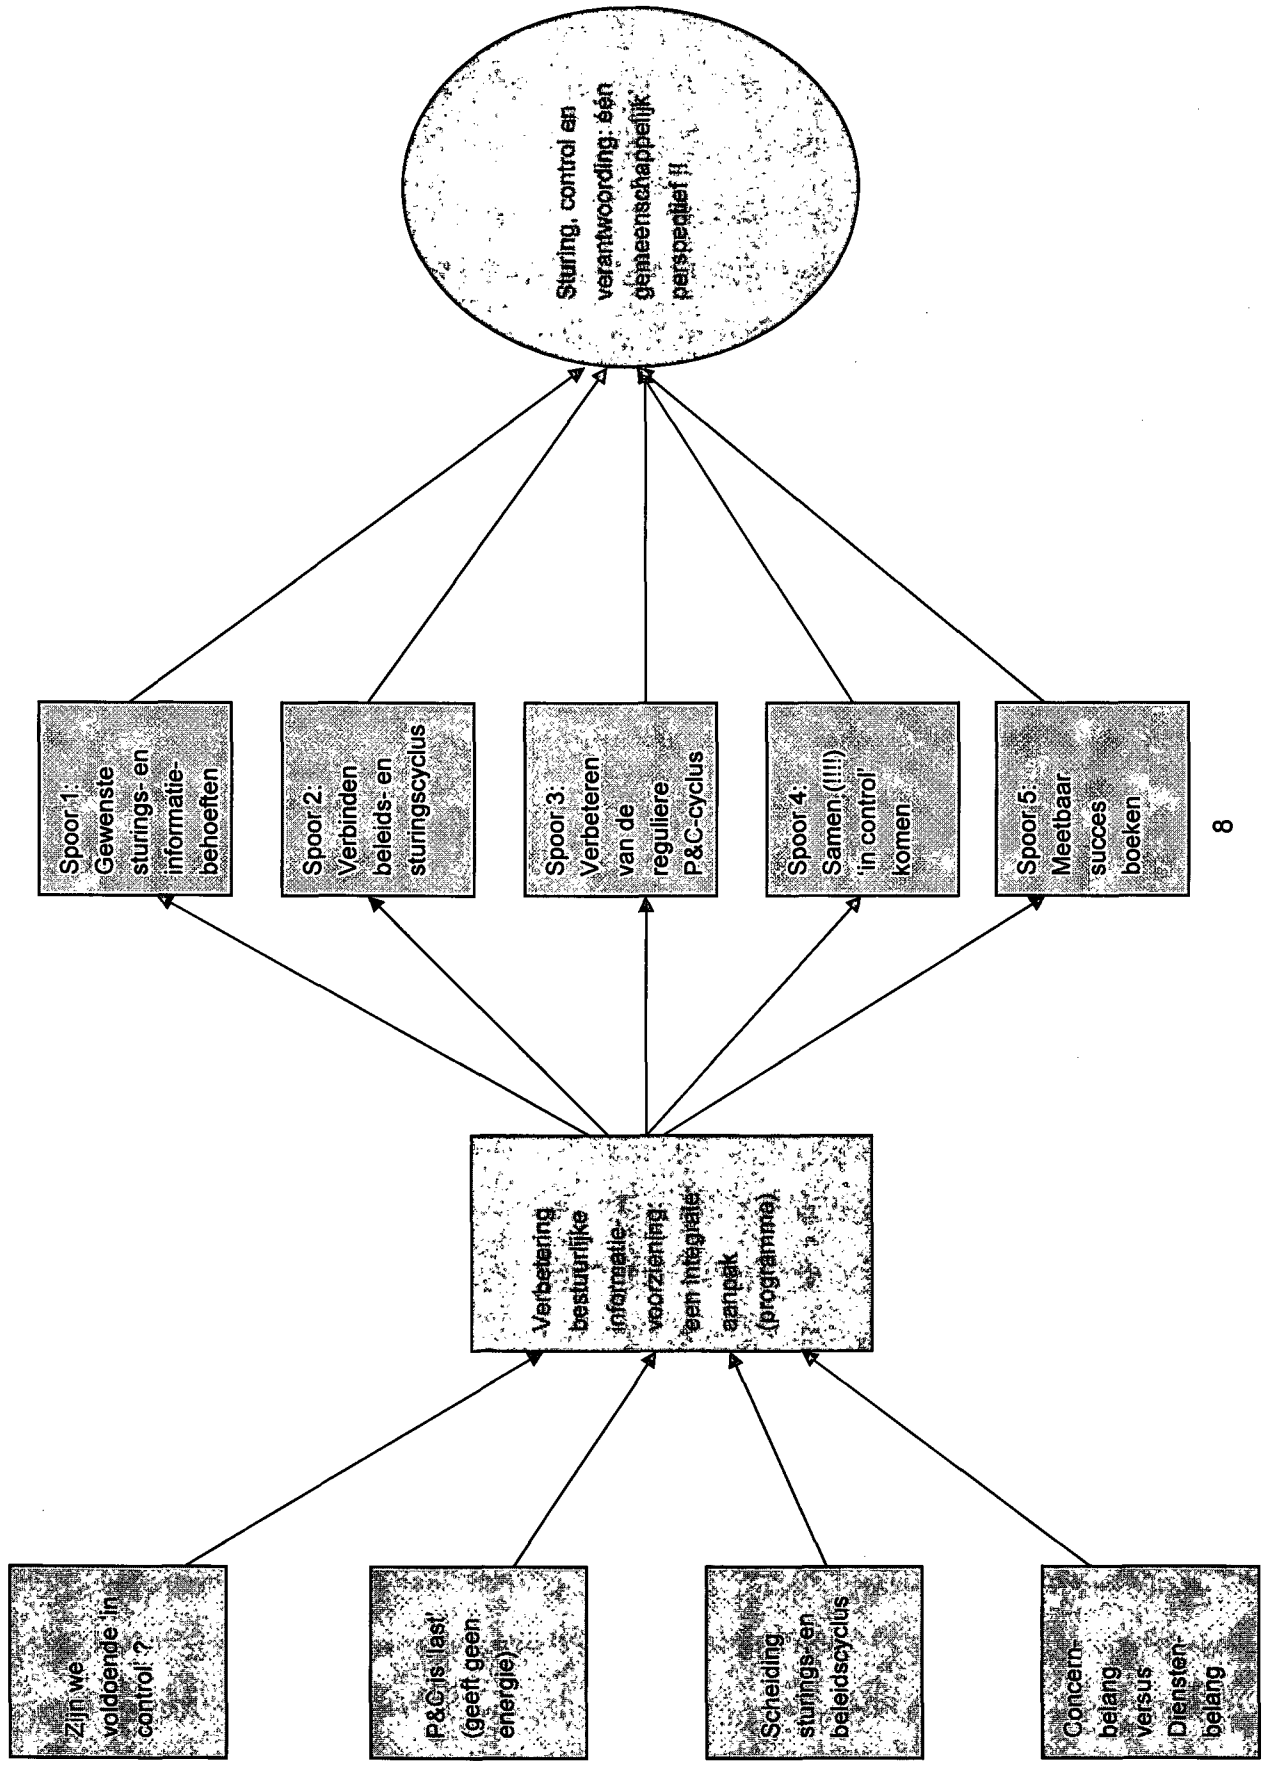 Zijn we
voldoende 'in
control' ?
P&C is 'last'
(geeft geen
energie)
Scheiding
sturings- en
beleidscyclus
Concern-
belang
versus
Diensten-
belang
Verbetering
bestuurlijke
informatie-
voorziening:
een integrale
aanpak
(programma)
Spoor 1:
Gewenste
sturings- en
informatie-
behoeften
Spoor 2:
Verbinden
beleids- en
sturingscyclus
Spoor 3:
Verbeteren
van de
reguliere
P&C-cyclus
Spoor 4:
Samen (!!!!)
'in control'
komen
Spoor 5:
Meetbaar
succes
boeken
Sturing, control en
verantwoording: één
gemeenschappelijk
perspectief !!
8